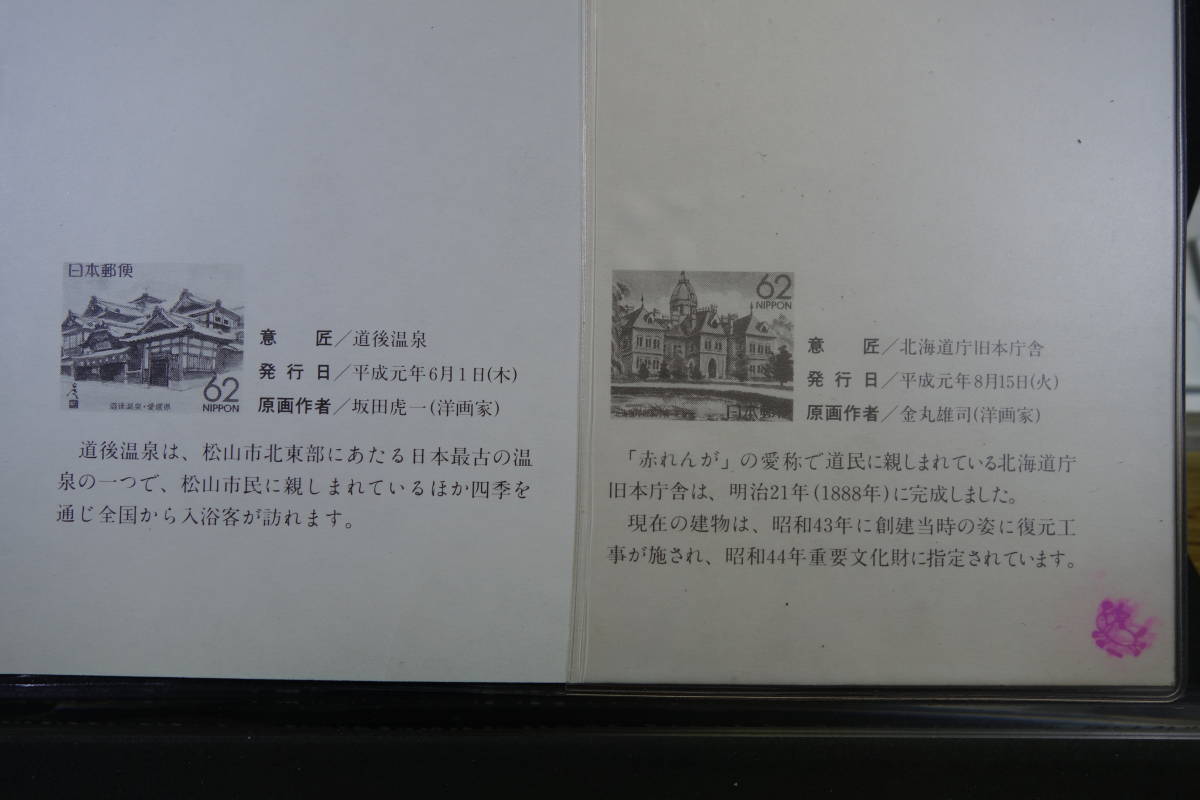 日本郵便
62
NIPPON
道後温泉・愛媛県
意　　匠／道後温泉
発 行 日／平成元年6月1日(木)
原画作者／坂田虎一(洋画家)
道後温泉は、松山市北東部にあたる日本最古の温
泉の一つで、松山市民に親しまれているほか四季を
通じ全国から入浴客が訪れます。
62
NIPPON
日本郵便
意　　匠／北海道庁旧本庁舎
発 行 日／平成元年8月15日(火)
原画作者／金丸雄司(洋画家)
「赤れんが」の愛称で道民に親しまれている北海道庁
旧本庁舎は、明治21年(1888年)に完成しました。
現在の建物は、昭和43年に創建当時の姿に復元工
事が施され、昭和44年重要文化財に指定されています。